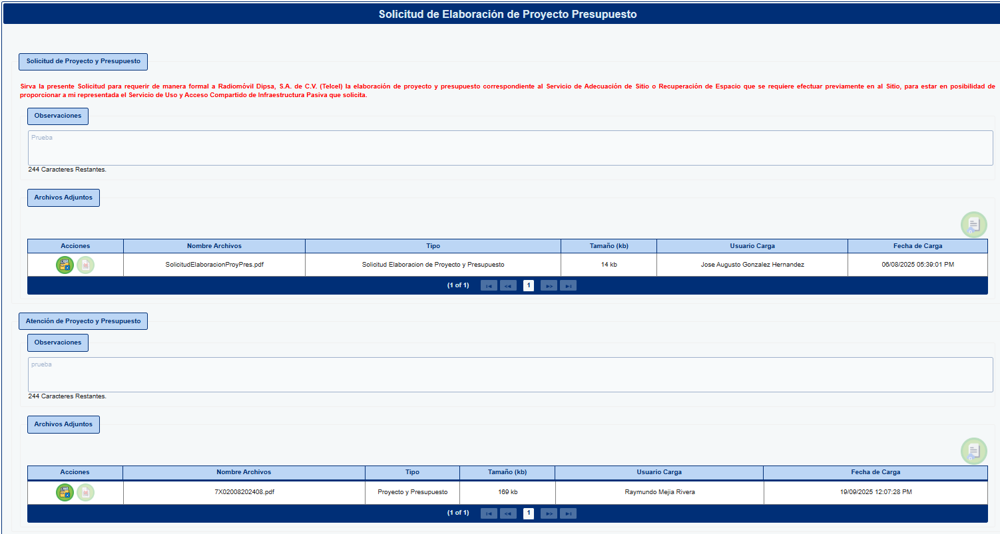 Solicitud de Elaboración de Proyecto Presupuesto
Solicitud de Proyecto y Presupuesto
Sirva la presente Solicitud para requerir de manera formal a Radiomóvil Dipsa, S.A. de C.V. (Telcel) la elaboración de proyecto y presupuesto correspondiente al Servicio de Adecuación de Sitio o Recuperación de Espacio que se requiere efectuar previamente en al Sitio, para estar en posibilidad de
proporcionar a mi representada el Servicio de Uso y Acceso Compartido de Infraestructura Pasiva que solicita.
Observaciones
Prueba
244 Caracteres Restantes.
Archivos Adjuntos
Acciones Nombre Archivos Tipo Tamaño (kb) Usuario Carga Fecha de Carga
SolicitudElaboracionProyPres.pdf Solicitud Elaboracion de Proyecto y Presupuesto 14 kb Jose Augusto Gonzalez Hernandez 06/08/2025 05:39:01 PM
(1 of 1) 1
Atención de Proyecto y Presupuesto
Observaciones
prueba
244 Caracteres Restantes.
Archivos Adjuntos
Acciones Nombre Archivos Tipo Tamaño (kb) Usuario Carga Fecha de Carga
7X02008202408.pdf Proyecto y Presupuesto 169 kb Raymundo Mejia Rivera 19/09/2025 12:07:28 PM
(1 of 1) 1